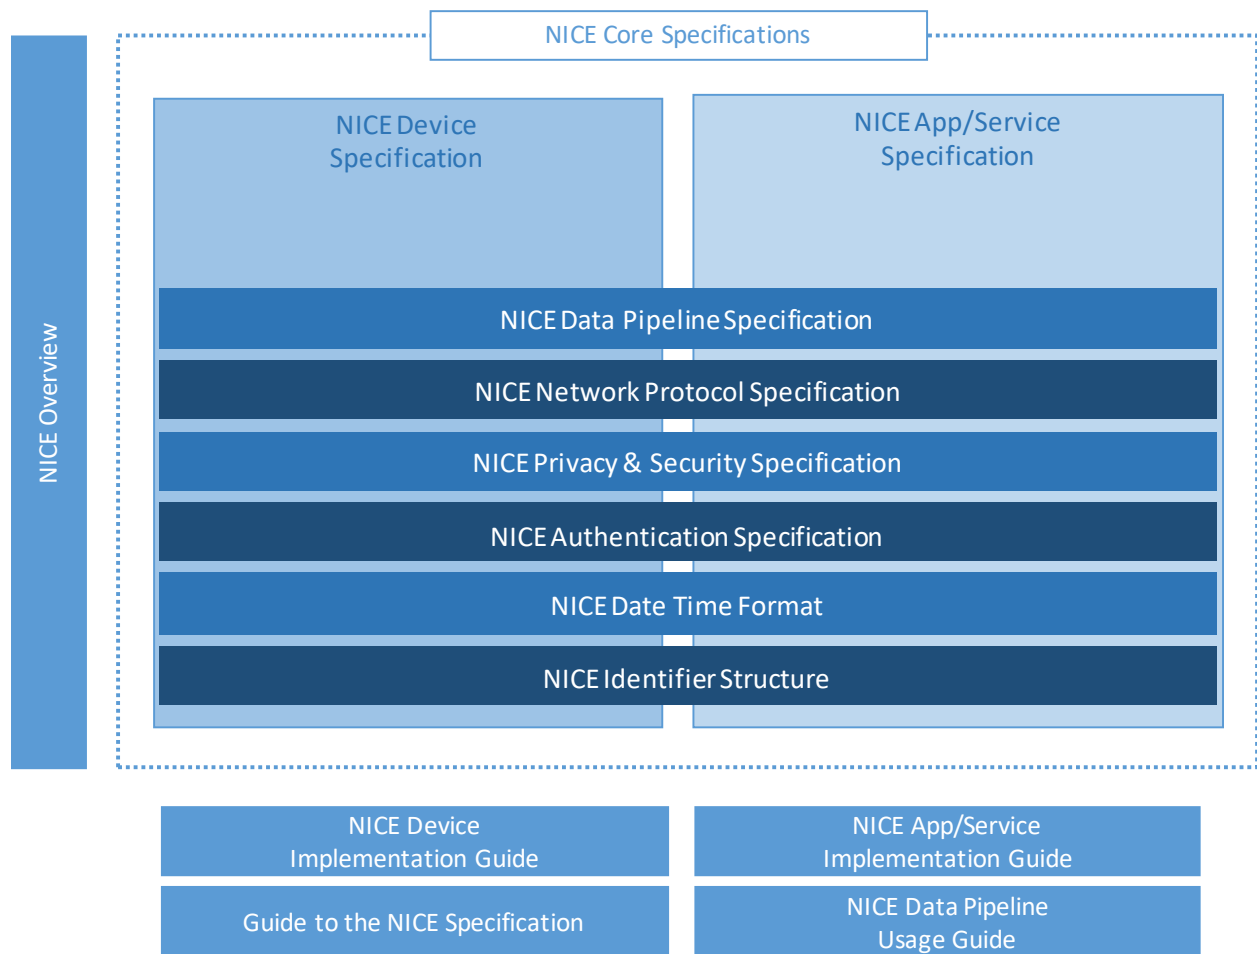 NICE Core Specifications
NICE Overview
NICE Device
Specification
NICE App/Service
Specification
NICE Data Pipeline Specification
NICE Network Protocol Specification
NICE Privacy & Security Specification
NICE Authentication Specification
NICE Date Time Format
NICE Identifier Structure
NICE Device
Implementation Guide
NICE App/Service
Implementation Guide
Guide to the NICE Specification
NICE Data Pipeline
Usage Guide